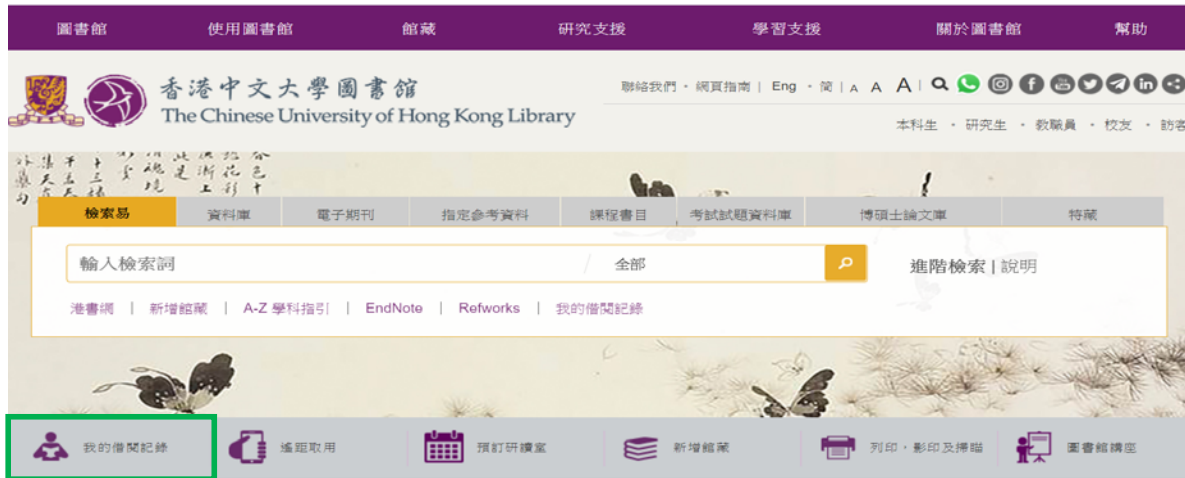 圖書館 使用圖書館 館藏 研究支援 學習支援 關於圖書館 幫助
香港中文大學圖書館
The Chinese University of Hong Kong Library
聯絡我們 · 網頁指南 | Eng · 简 | A A A |
本科生 · 研究生 · 教職員 · 校友 · 訪客
檢索易 資料庫 電子期刊 指定參考資料 課程書目 考試試題資料庫 博碩士論文庫 特藏
輸入檢索詞 / 全部 進階檢索 | 說明
港書網 | 新增館藏 | A-Z 學科指引 | EndNote | Refworks | 我的借閱記錄
我的借閱記錄 遙距取用 預訂研讀室 新增館藏 列印，影印及掃瞄 圖書館講座